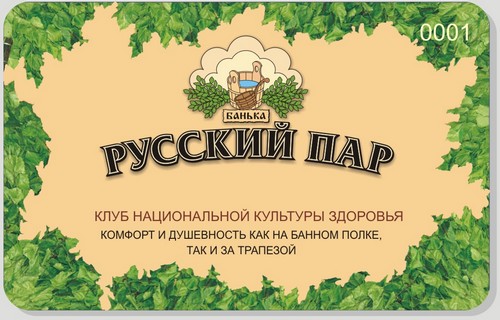 0001
БАНЬКА
РУССКИЙ ПАР
КЛУБ НАЦИОНАЛЬНОЙ КУЛЬТУРЫ ЗДОРОВЬЯ
КОМФОРТ И ДУШЕВНОСТЬ КАК НА БАННОМ ПОЛКЕ,
ТАК И ЗА ТРАПЕЗОЙ